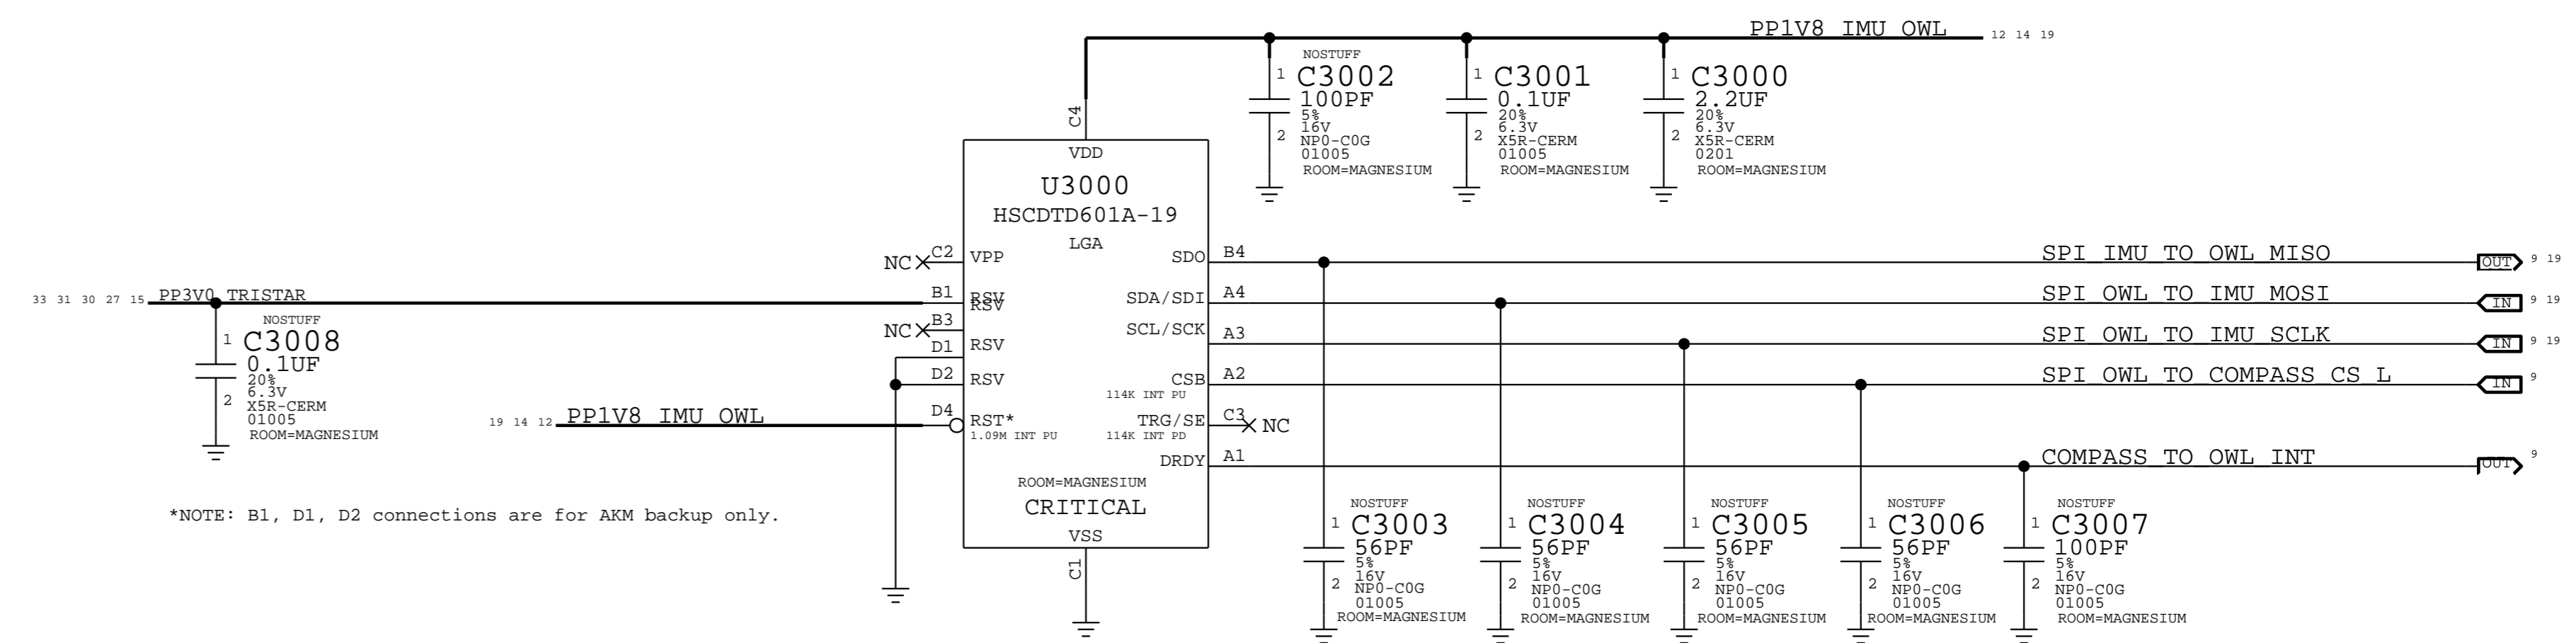 PP1V8_IMU_OWL 12 14 19
NOSTUFF
1 C3002
100PF
5%
16V
2 NP0-C0G
01005
ROOM=MAGNESIUM
1 C3001
0.1UF
20%
6.3V
2 X5R-CERM
01005
ROOM=MAGNESIUM
1 C3000
2.2UF
20%
6.3V
2 X5R-CERM
0201
ROOM=MAGNESIUM
C4
VDD
U3000
HSCDTD601A-19
LGA
NC C2 VPP
33 31 30 27 15 PP3V0_TRISTAR B1 RSV
RSV
NC B3
D1 RSV
D2 RSV
19 14 12 PP1V8_IMU_OWL D4 RST*
1.09M INT PU
NOSTUFF
1 C3008
0.1UF
20%
6.3V
2 X5R-CERM
01005
ROOM=MAGNESIUM
*NOTE: B1, D1, D2 connections are for AKM backup only.
SDO B4 SPI_IMU_TO_OWL_MISO OUT 9 19
SDA/SDI A4 SPI_OWL_TO_IMU_MOSI IN 9 19
SCL/SCK A3 SPI_OWL_TO_IMU_SCLK IN 9 19
CSB A2 SPI_OWL_TO_COMPASS_CS_L IN 9
114K INT PU
TRG/SE C3 NC
114K INT PD
DRDY A1 COMPASS_TO_OWL_INT OUT 9
ROOM=MAGNESIUM
CRITICAL
VSS
C1
NOSTUFF
1 C3003
56PF
5%
16V
2 NP0-C0G
01005
ROOM=MAGNESIUM
NOSTUFF
1 C3004
56PF
5%
16V
2 NP0-C0G
01005
ROOM=MAGNESIUM
NOSTUFF
1 C3005
56PF
5%
16V
2 NP0-C0G
01005
ROOM=MAGNESIUM
NOSTUFF
1 C3006
56PF
5%
16V
2 NP0-C0G
01005
ROOM=MAGNESIUM
NOSTUFF
1 C3007
100PF
5%
16V
2 NP0-C0G
01005
ROOM=MAGNESIUM